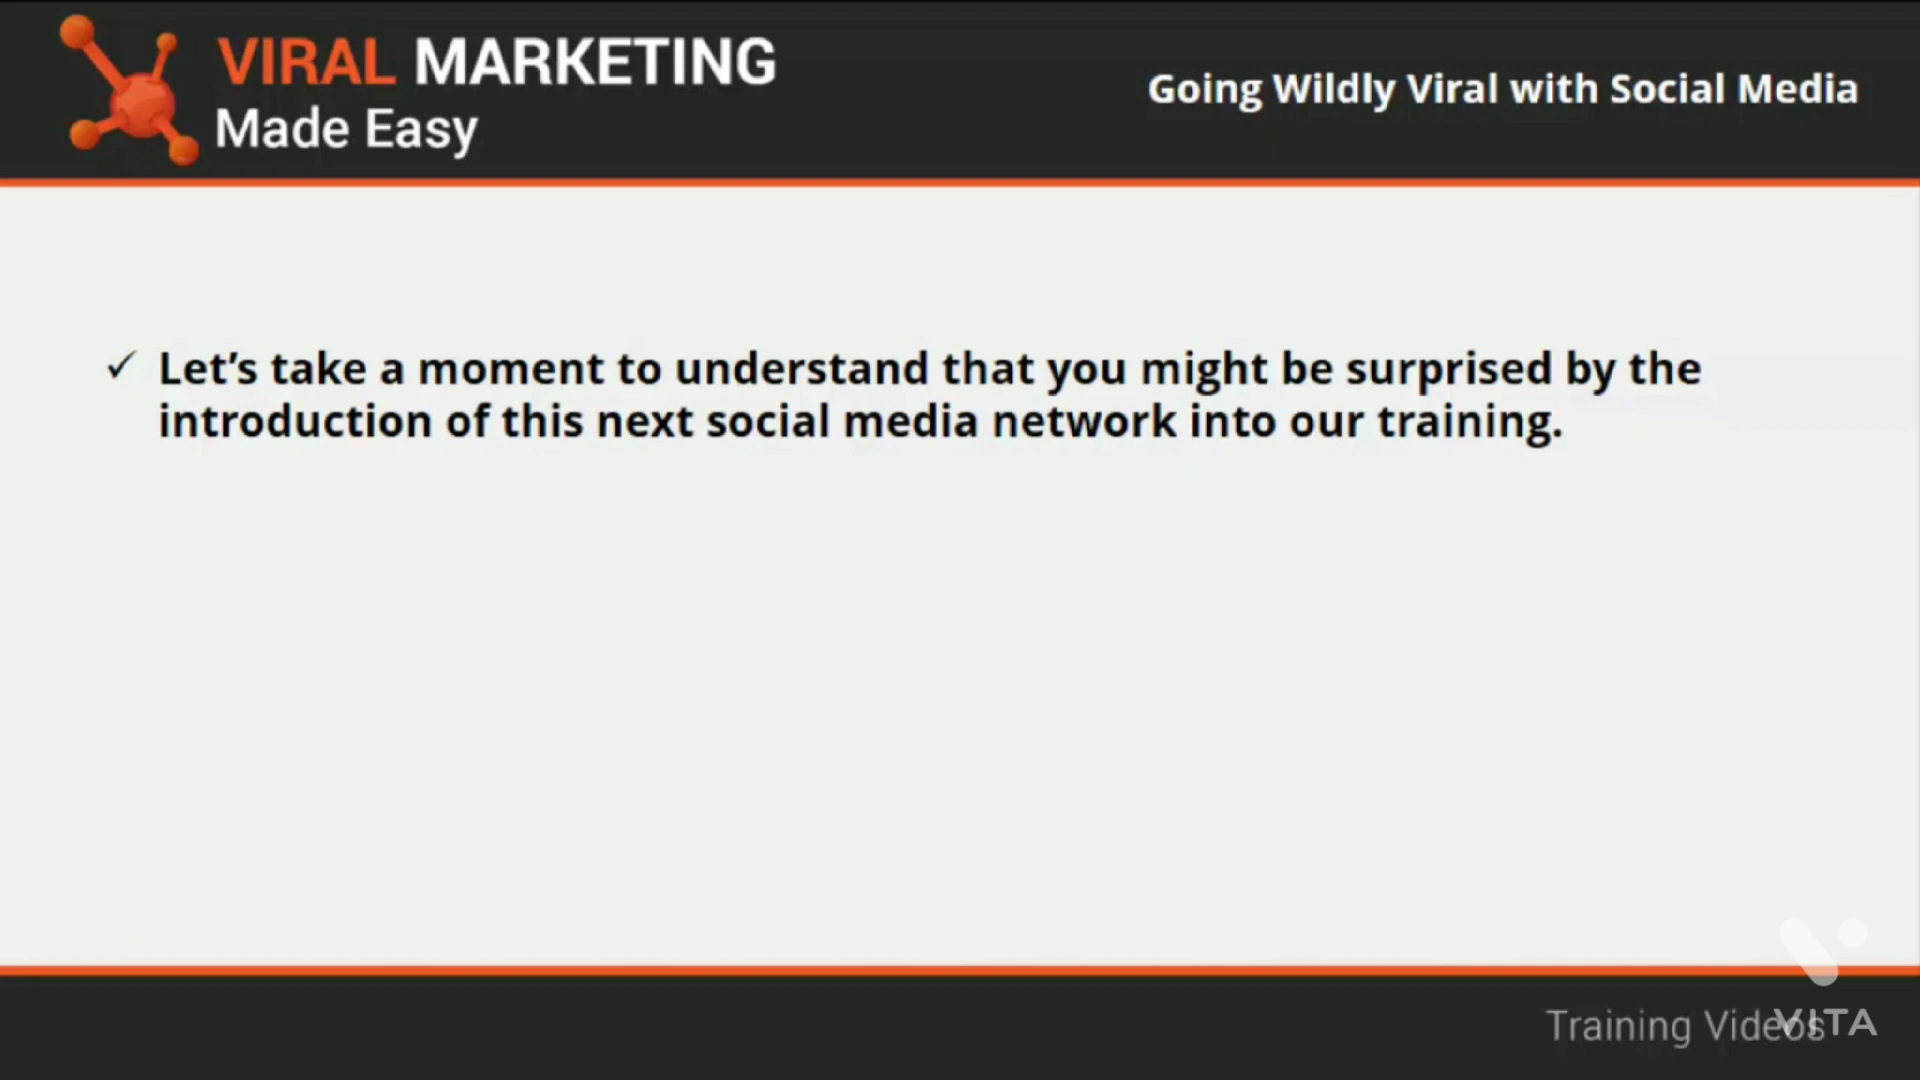 VIRAL MARKETING
Made Easy
Going Wildly Viral with Social Media
✓ Let’s take a moment to understand that you might be surprised by the
introduction of this next social media network into our training.
Training Videos
VITA